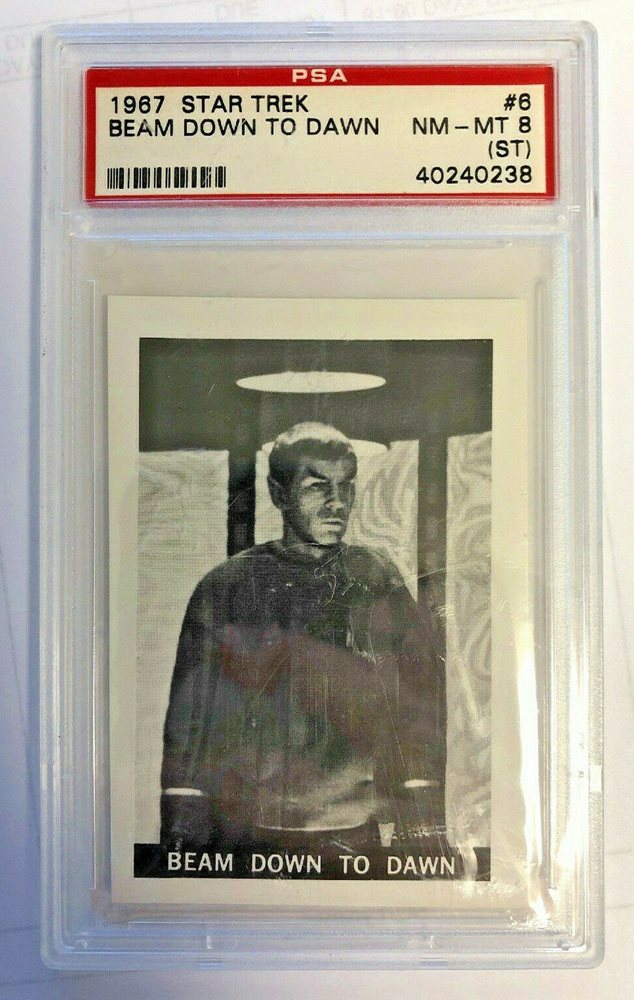 PSA
1967 STAR TREK #6
BEAM DOWN TO DAWN NM-MT 8
(ST)
40240238
BEAM DOWN TO DAWN